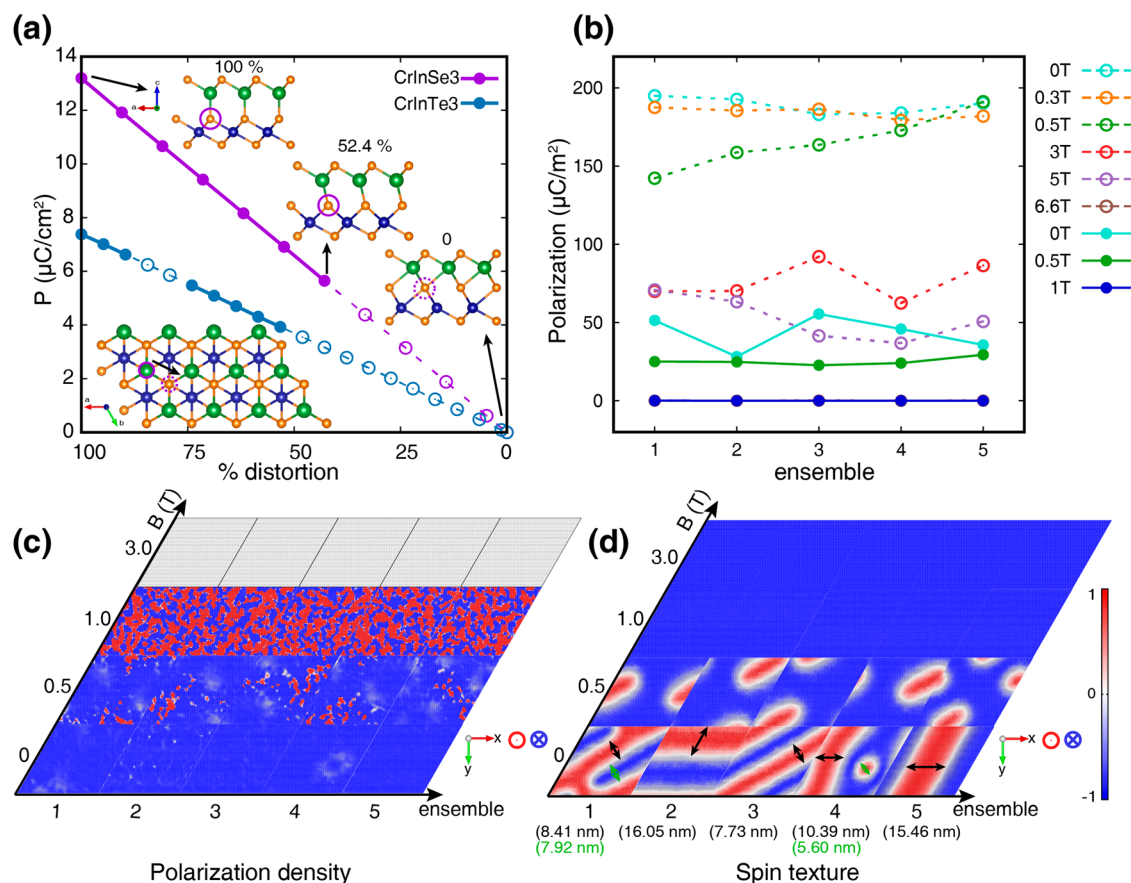 (a)
14
12
10
8
6
4
2
0
P (μC/cm²)
100 %
52.4 %
0
CrInSe3
CrInTe3
c
a
a
b
100
75
50
25
0
% distortion
(b)
200
150
100
50
0
Polarization (μC/m²)
1 2 3 4 5
ensemble
0T
0.3T
0.5T
3T
5T
6.6T
0T
0.5T
1T
(c)
B (T)
3.0
1.0
0.5
0
x
y
1 2 3 4 5
ensemble
Polarization density
(d)
B (T)
3.0
1.0
0.5
0
x
y
1
0
-1
1 2 3 4 5
ensemble
(8.41 nm) (16.05 nm) (7.73 nm) (10.39 nm) (15.46 nm)
(7.92 nm) (5.60 nm)
Spin texture